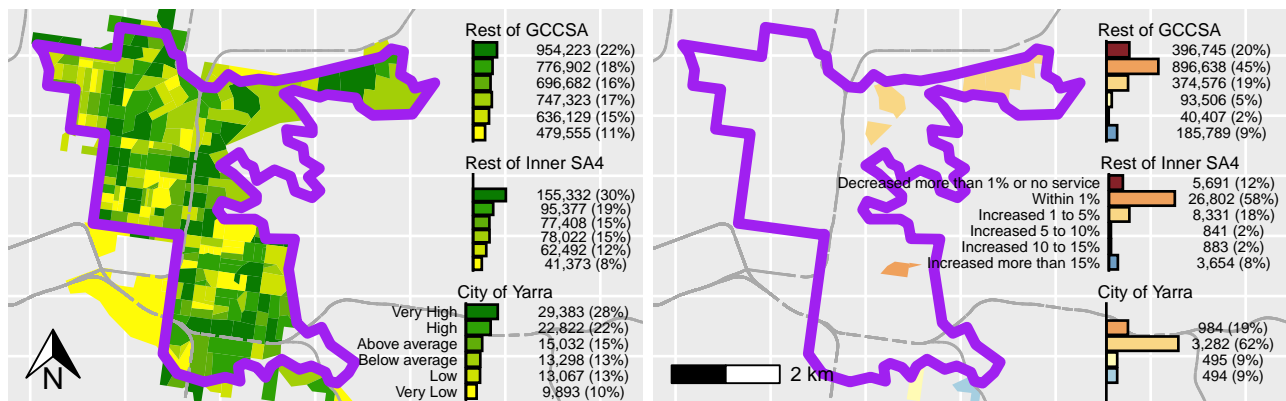 Rest of GCCSA
954,223 (22%)
776,902 (18%)
696,682 (16%)
747,323 (17%)
636,129 (15%)
479,555 (11%)
Rest of Inner SA4
155,332 (30%)
95,377 (19%)
77,408 (15%)
78,022 (15%)
62,492 (12%)
41,373 (8%)
City of Yarra
Very High 29,383 (28%)
High 22,822 (22%)
Above average 15,032 (15%)
Below average 13,298 (13%)
Low 13,067 (13%)
Very Low 9,893 (10%)
N
Rest of GCCSA
396,745 (20%)
896,638 (45%)
374,576 (19%)
93,506 (5%)
40,407 (2%)
185,789 (9%)
Rest of Inner SA4
Decreased more than 1% or no service 5,691 (12%)
Within 1% 26,802 (58%)
Increased 1 to 5% 8,331 (18%)
Increased 5 to 10% 841 (2%)
Increased 10 to 15% 883 (2%)
Increased more than 15% 3,654 (8%)
City of Yarra
984 (19%)
3,282 (62%)
495 (9%)
494 (9%)
2 km